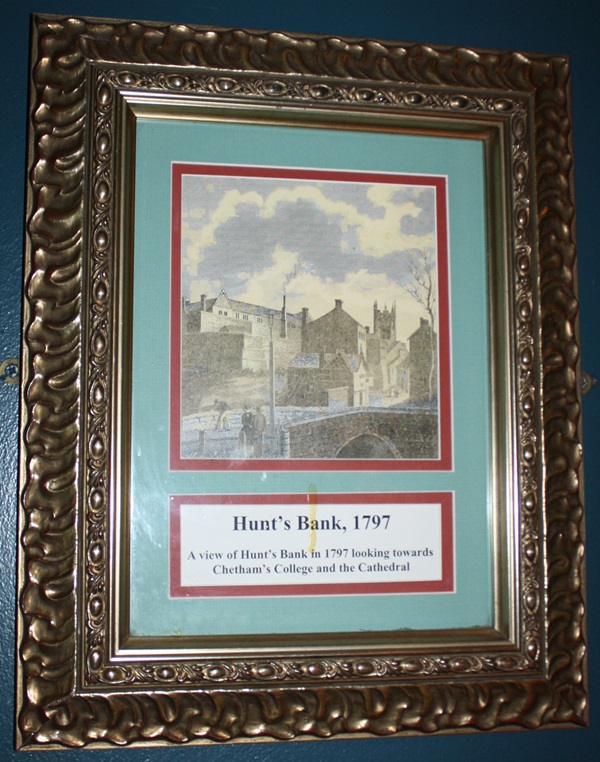 Hunt's Bank, 1797
A view of Hunt's Bank in 1797 looking towards
Chetham's College and the Cathedral